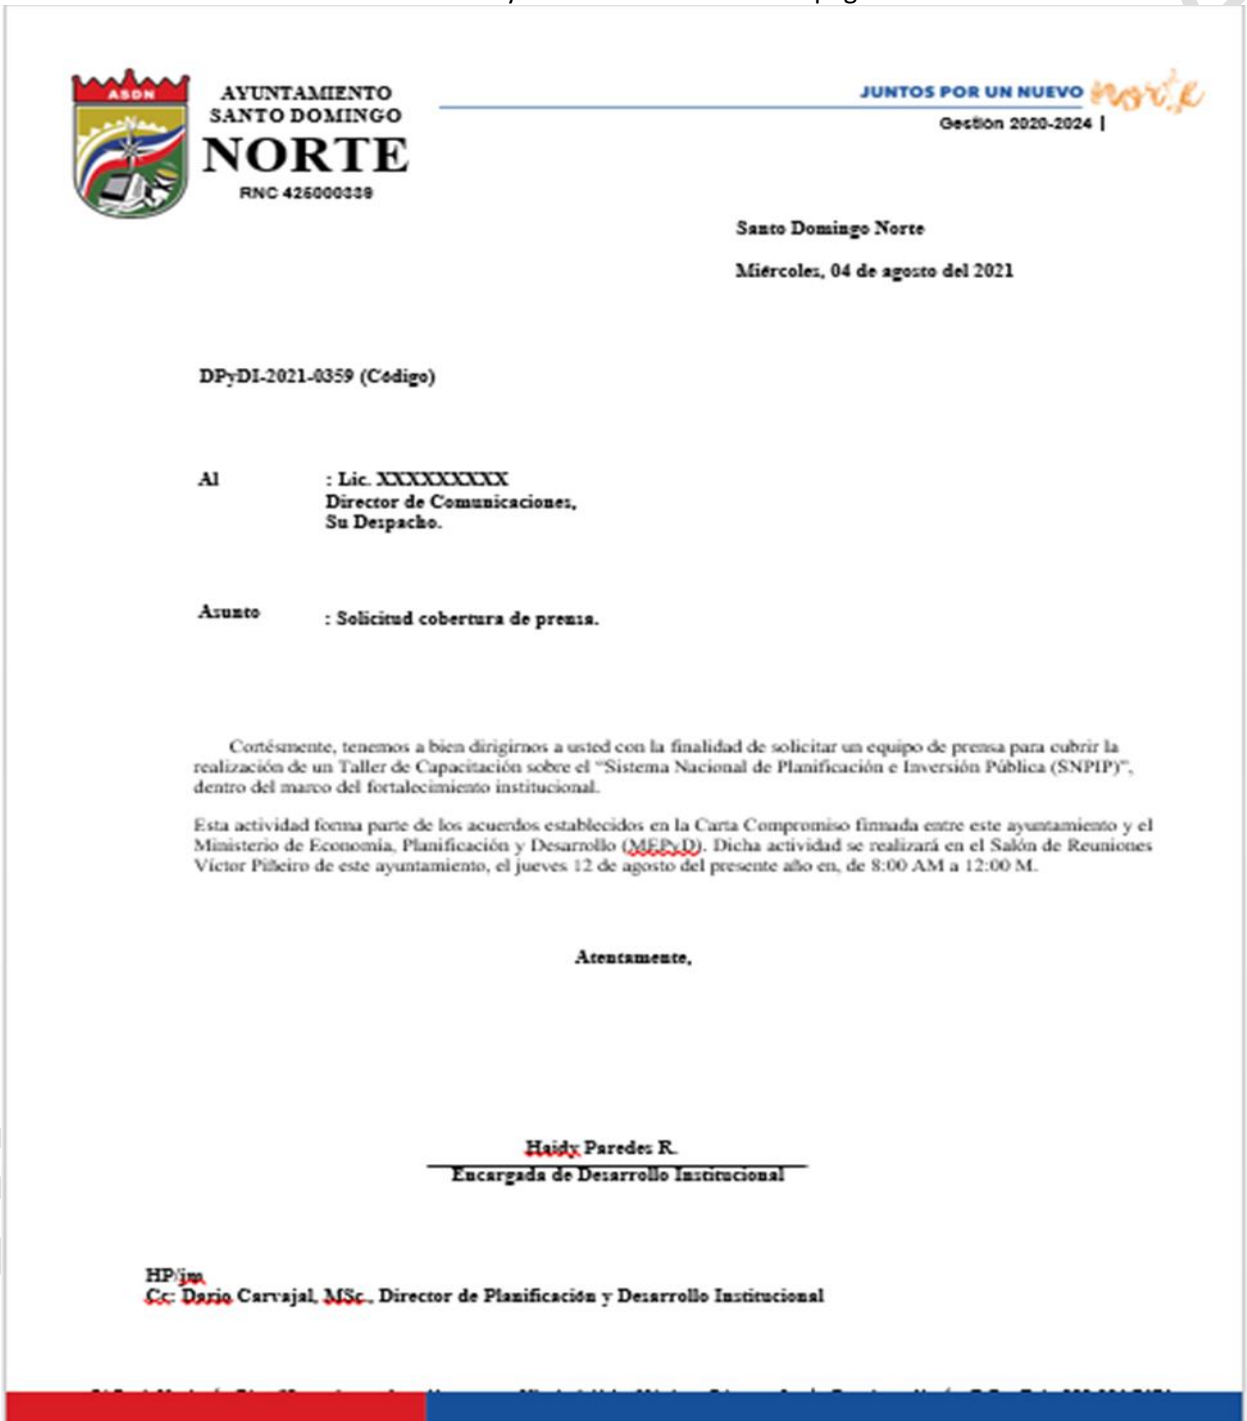 ASDN
AYUNTAMIENTO
SANTO DOMINGO
NORTE
RNC 425000339
JUNTOS POR UN NUEVO norte
Gestión 2020-2024 |
Santo Domingo Norte
Miércoles, 04 de agosto del 2021
DPyDI-2021-0359 (Código)
Al : Lic. XXXXXXXXX
Director de Comunicaciones,
Su Despacho.
Asunto : Solicitud cobertura de prensa.
Cortésmente, tenemos a bien dirigirnos a usted con la finalidad de solicitar un equipo de prensa para cubrir la
realización de un Taller de Capacitación sobre el “Sistema Nacional de Planificación e Inversión Pública (SNPIP)”,
dentro del marco del fortalecimiento institucional.
Esta actividad forma parte de los acuerdos establecidos en la Carta Compromiso firmada entre este ayuntamiento y el
Ministerio de Economía, Planificación y Desarrollo (MEPyD). Dicha actividad se realizará en el Salón de Reuniones
Víctor Piñeiro de este ayuntamiento, el jueves 12 de agosto del presente año en, de 8:00 AM a 12:00 M.
Atentamente,
Haidy Paredes R.
Encargada de Desarrollo Institucional
HP/jm
Cc: Dario Carvajal, MSc., Director de Planificación y Desarrollo Institucional